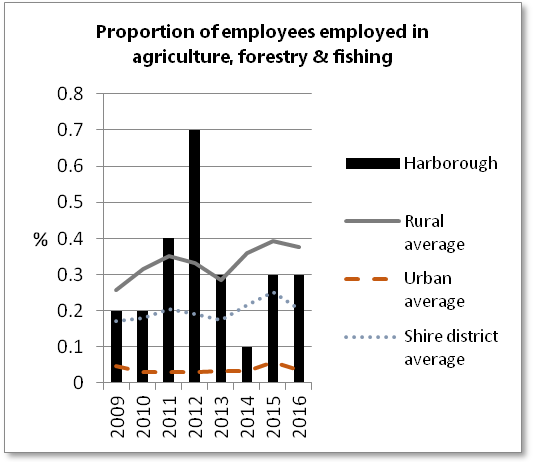 Proportion of employees employed in
agriculture, forestry & fishing
%
0.8
0.7
0.6
0.5
0.4
0.3
0.2
0.1
0
2009
2010
2011
2012
2013
2014
2015
2016
Harborough
Rural
average
Urban
average
Shire district
average